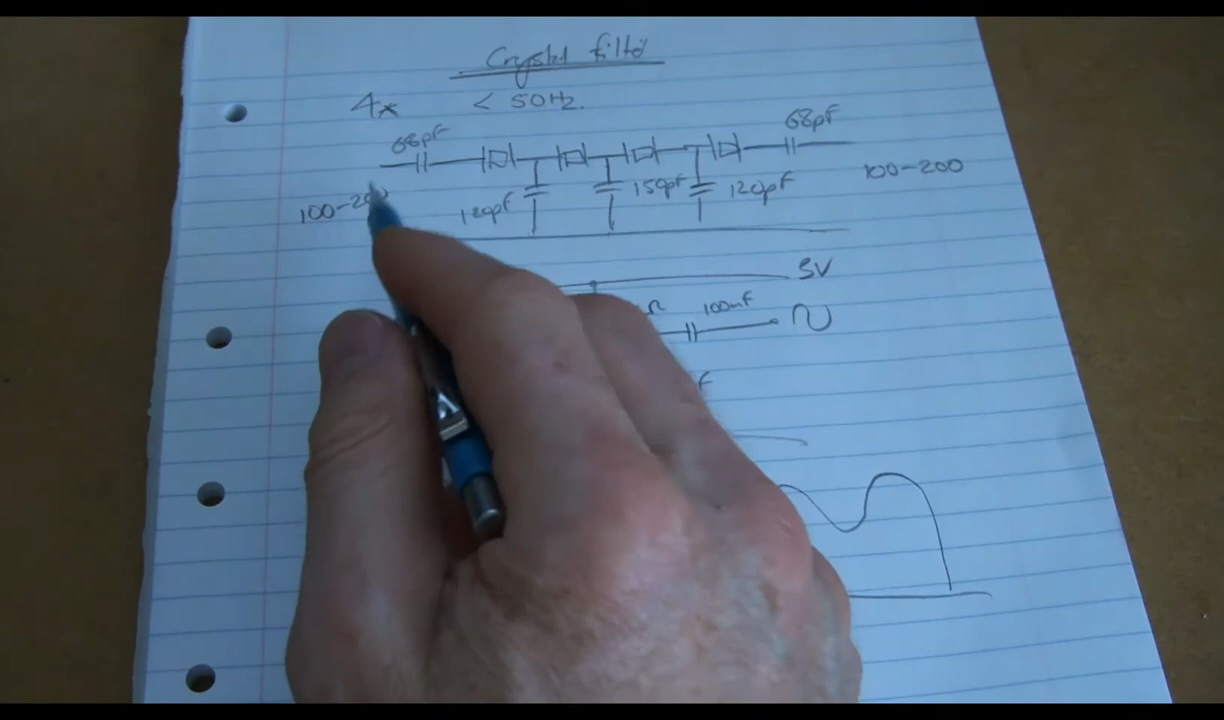 Crystal filter
4x < 50Hz.
68pF 68pF
120pF 150pF 120pF
100-200 100-200
5V
100nF